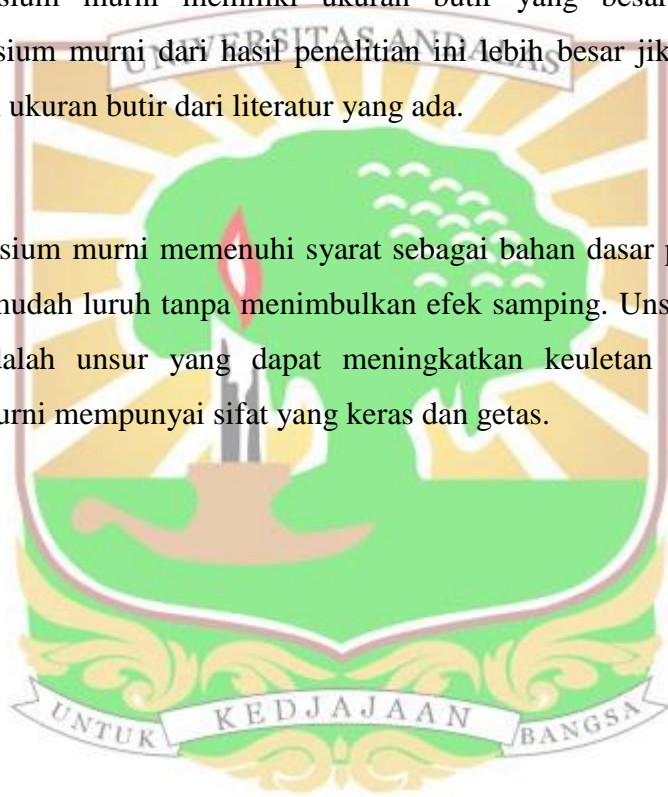 sium murni memiliki ukuran butir yang besar
sium murni dari hasil penelitian ini lebih besar jik
ukuran butir dari literatur yang ada.
UNIVERSITAS ANDALAS
sium murni memenuhi syarat sebagai bahan dasar p
mudah luruh tanpa menimbulkan efek samping. Uns
dalah unsur yang dapat meningkatkan keuletan
urni mempunyai sifat yang keras dan getas.
UNTUK KEDJAJAAN BANGSA